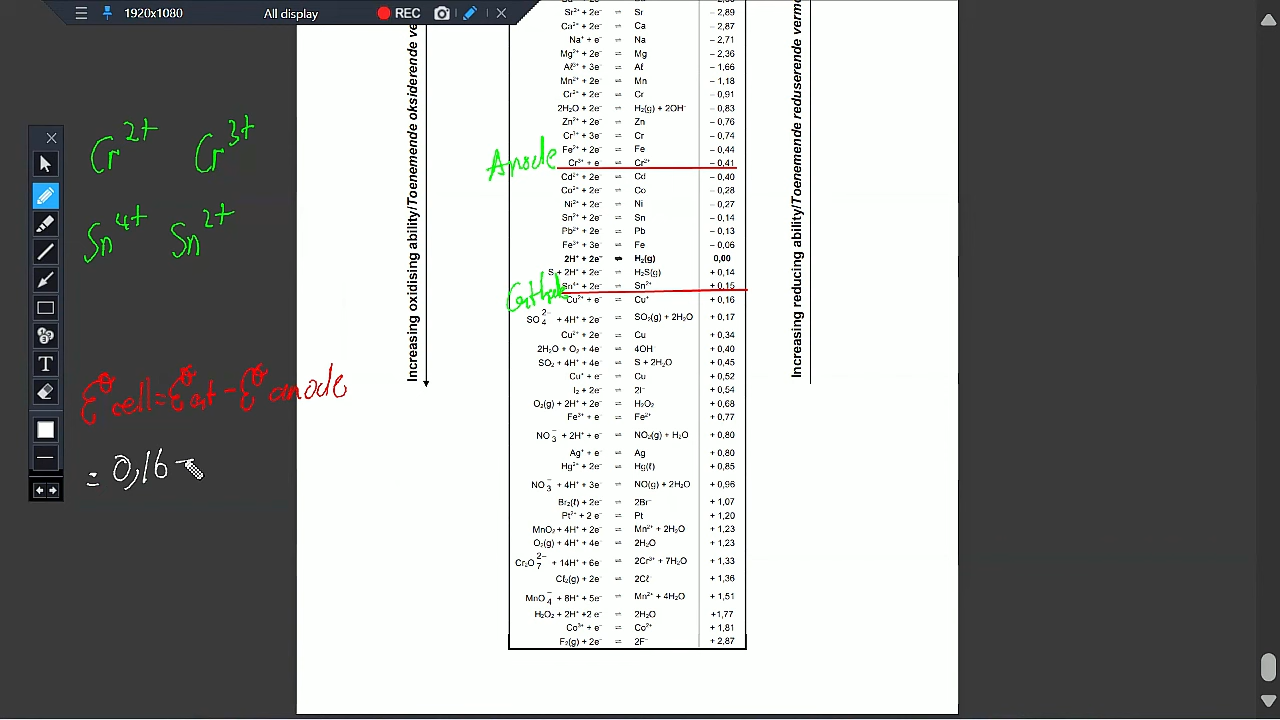 1920x1080 All display REC
Cr²⁺ Cr³⁺
Sn⁴⁺ Sn²⁺
Ɛ°cell = Ɛ°cat - Ɛ°anode
= 0,16 -
Increasing oxidising ability/Toenemende oksiderende ve
Anode
Cathode
Sr²⁺ + 2e⁻ ⇌ Sr − 2,89
Ca²⁺ + 2e⁻ ⇌ Ca − 2,87
Na⁺ + e⁻ ⇌ Na − 2,71
Mg²⁺ + 2e⁻ ⇌ Mg − 2,36
Aℓ³⁺ + 3e⁻ ⇌ Aℓ − 1,66
Mn²⁺ + 2e⁻ ⇌ Mn − 1,18
Cr²⁺ + 2e⁻ ⇌ Cr − 0,91
2H₂O + 2e⁻ ⇌ H₂(g) + 2OH⁻ − 0,83
Zn²⁺ + 2e⁻ ⇌ Zn − 0,76
Cr³⁺ + 3e⁻ ⇌ Cr − 0,74
Fe²⁺ + 2e⁻ ⇌ Fe − 0,44
Cr³⁺ + e⁻ ⇌ Cr²⁺ − 0,41
Cd²⁺ + 2e⁻ ⇌ Cd − 0,40
Co²⁺ + 2e⁻ ⇌ Co − 0,28
Ni²⁺ + 2e⁻ ⇌ Ni − 0,27
Sn²⁺ + 2e⁻ ⇌ Sn − 0,14
Pb²⁺ + 2e⁻ ⇌ Pb − 0,13
Fe³⁺ + 3e⁻ ⇌ Fe − 0,06
2H⁺ + 2e⁻ ⇌ H₂(g) 0,00
S + 2H⁺ + 2e⁻ ⇌ H₂S(g) + 0,14
Sn⁴⁺ + 2e⁻ ⇌ Sn²⁺ + 0,15
Cu²⁺ + e⁻ ⇌ Cu⁺ + 0,16
SO₄²⁻ + 4H⁺ + 2e⁻ ⇌ SO₂(g) + 2H₂O + 0,17
Cu²⁺ + 2e⁻ ⇌ Cu + 0,34
2H₂O + O₂ + 4e⁻ ⇌ 4OH⁻ + 0,40
SO₂ + 4H⁺ + 4e⁻ ⇌ S + 2H₂O + 0,45
Cu⁺ + e⁻ ⇌ Cu + 0,52
I₂ + 2e⁻ ⇌ 2I⁻ + 0,54
O₂(g) + 2H⁺ + 2e⁻ ⇌ H₂O₂ + 0,68
Fe³⁺ + e⁻ ⇌ Fe²⁺ + 0,77
NO₃⁻ + 2H⁺ + e⁻ ⇌ NO₂(g) + H₂O + 0,80
Ag⁺ + e⁻ ⇌ Ag + 0,80
Hg²⁺ + 2e⁻ ⇌ Hg(ℓ) + 0,85
NO₃⁻ + 4H⁺ + 3e⁻ ⇌ NO(g) + 2H₂O + 0,96
Br₂(ℓ) + 2e⁻ ⇌ 2Br⁻ + 1,07
Pt²⁺ + 2 e⁻ ⇌ Pt + 1,20
MnO₂ + 4H⁺ + 2e⁻ ⇌ Mn²⁺ + 2H₂O + 1,23
O₂(g) + 4H⁺ + 4e⁻ ⇌ 2H₂O + 1,23
Cr₂O₇²⁻ + 14H⁺ + 6e⁻ ⇌ 2Cr³⁺ + 7H₂O + 1,33
Cℓ₂(g) + 2e⁻ ⇌ 2Cℓ⁻ + 1,36
MnO₄⁻ + 8H⁺ + 5e⁻ ⇌ Mn²⁺ + 4H₂O + 1,51
H₂O₂ + 2H⁺ +2 e⁻ ⇌ 2H₂O +1,77
Co³⁺ + e⁻ ⇌ Co²⁺ + 1,81
F₂(g) + 2e⁻ ⇌ 2F⁻ + 2,87
Increasing reducing ability/Toenemende reduserende verm